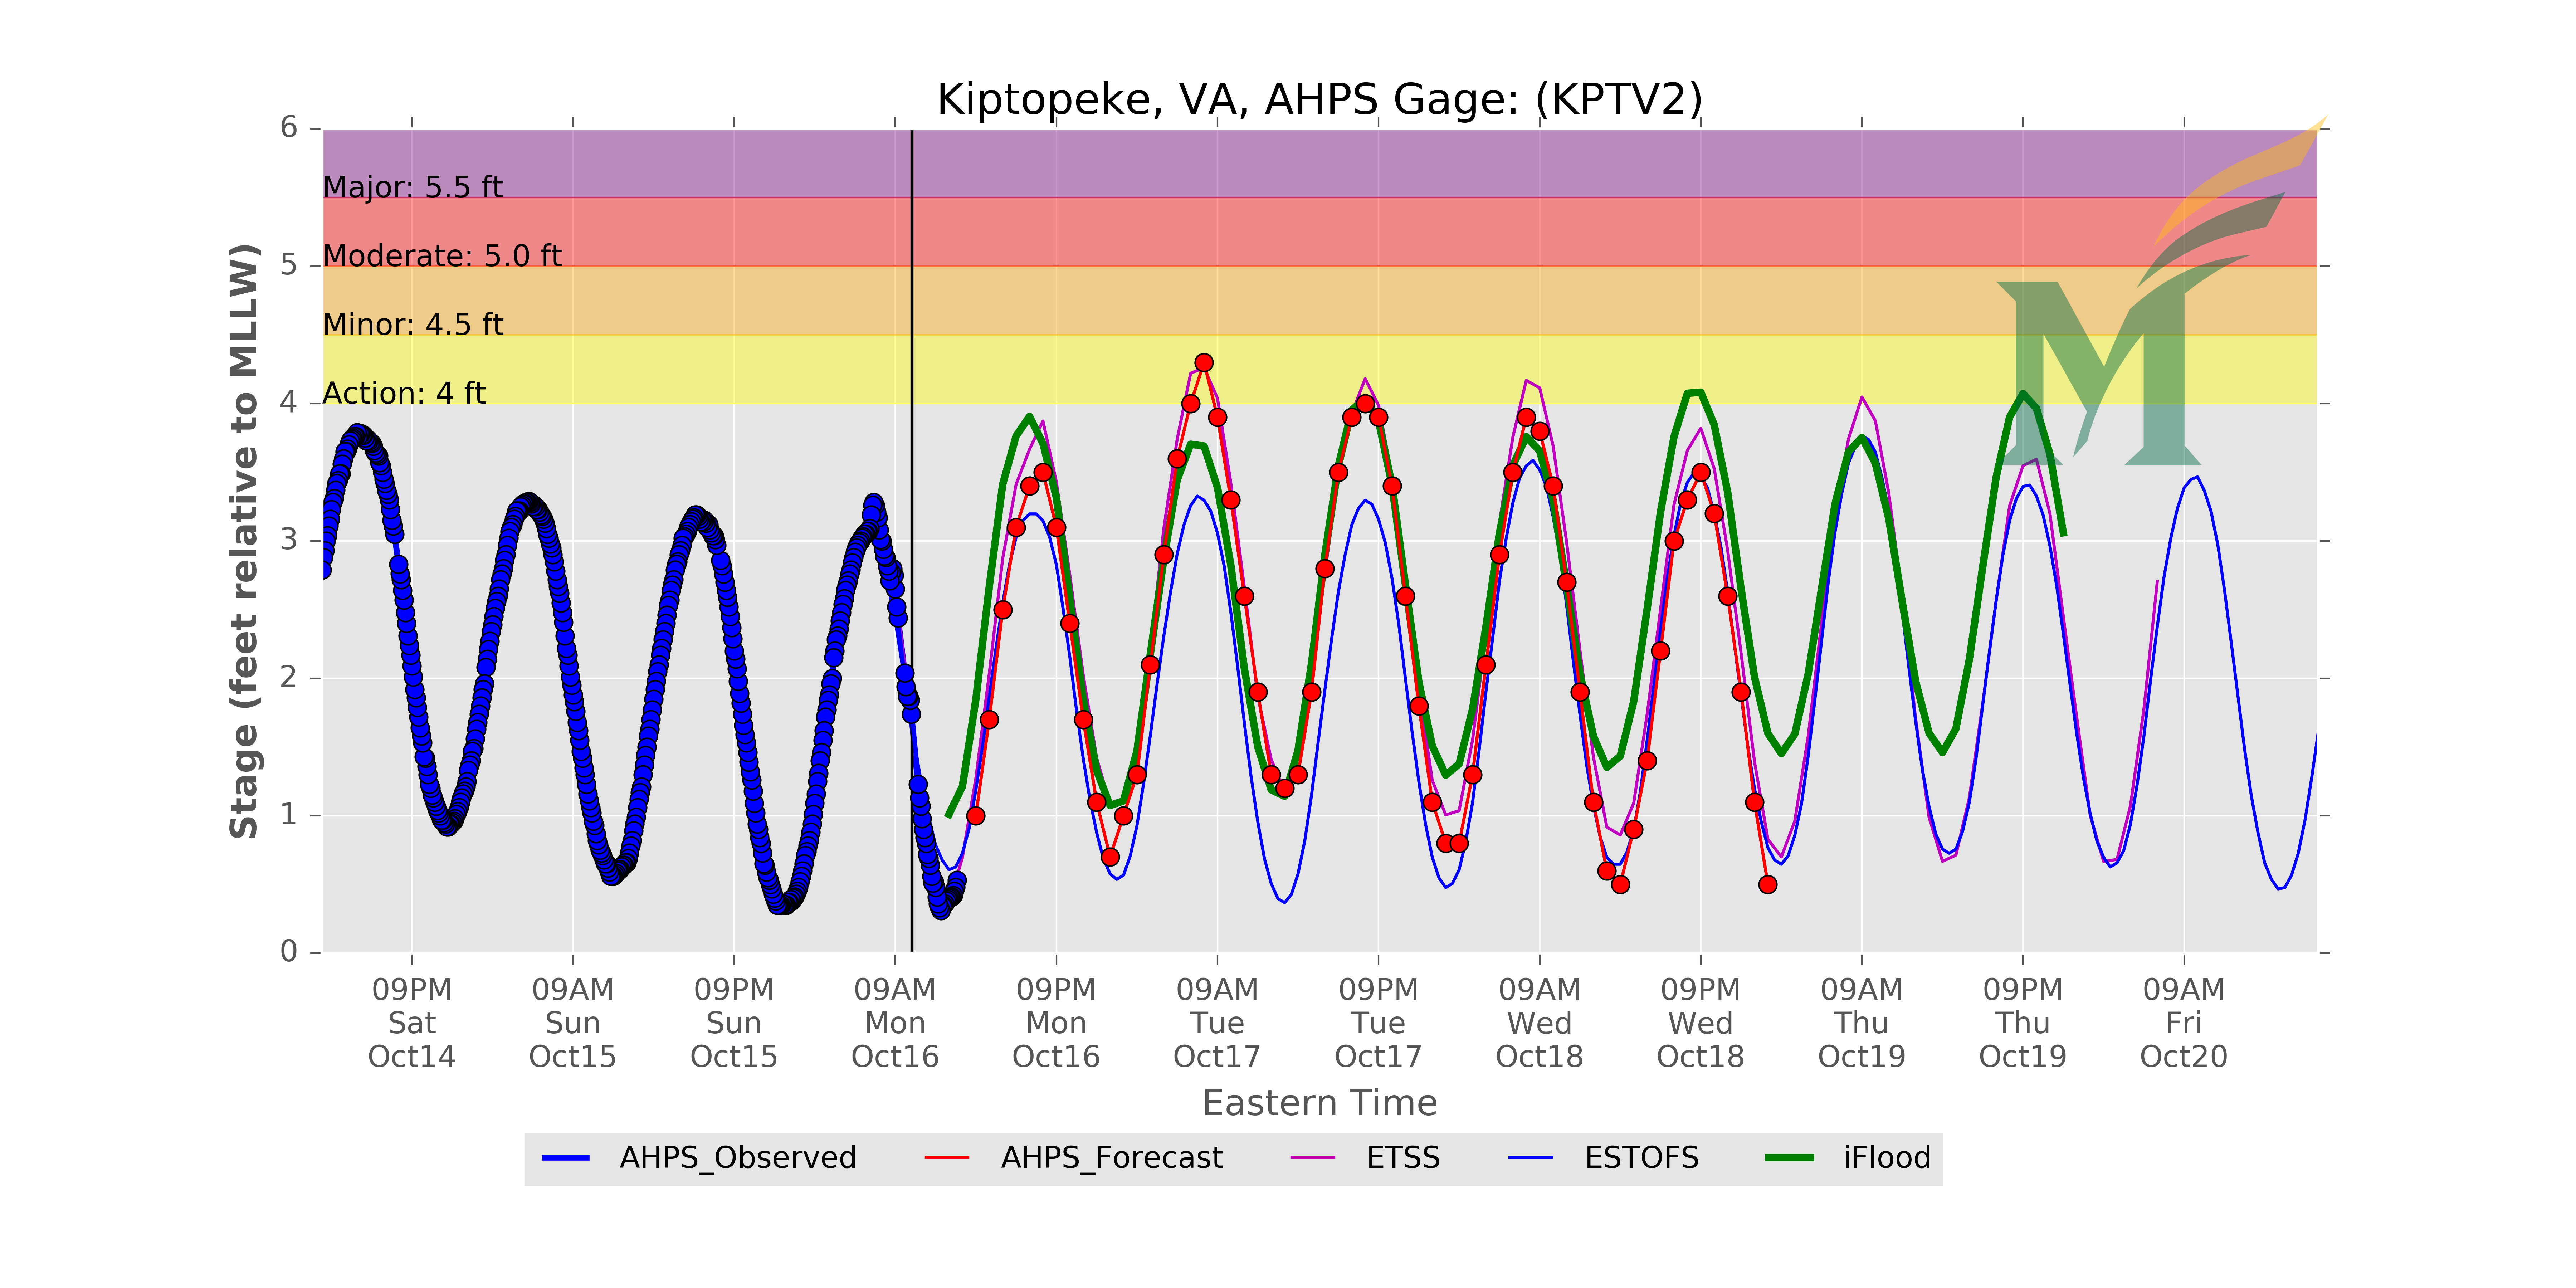 Kiptopeke, VA, AHPS Gage: (KPTV2)
6
5
4
3
2
1
0
Stage (feet relative to MLLW)
Major: 5.5 ft
Moderate: 5.0 ft
Minor: 4.5 ft
Action: 4 ft
M
09PM
Sat
Oct14
09AM
Sun
Oct15
09PM
Sun
Oct15
09AM
Mon
Oct16
09PM
Mon
Oct16
09AM
Tue
Oct17
09PM
Tue
Oct17
09AM
Wed
Oct18
09PM
Wed
Oct18
09AM
Thu
Oct19
09PM
Thu
Oct19
09AM
Fri
Oct20
Eastern Time
AHPS_Observed AHPS_Forecast ETSS ESTOFS iFlood